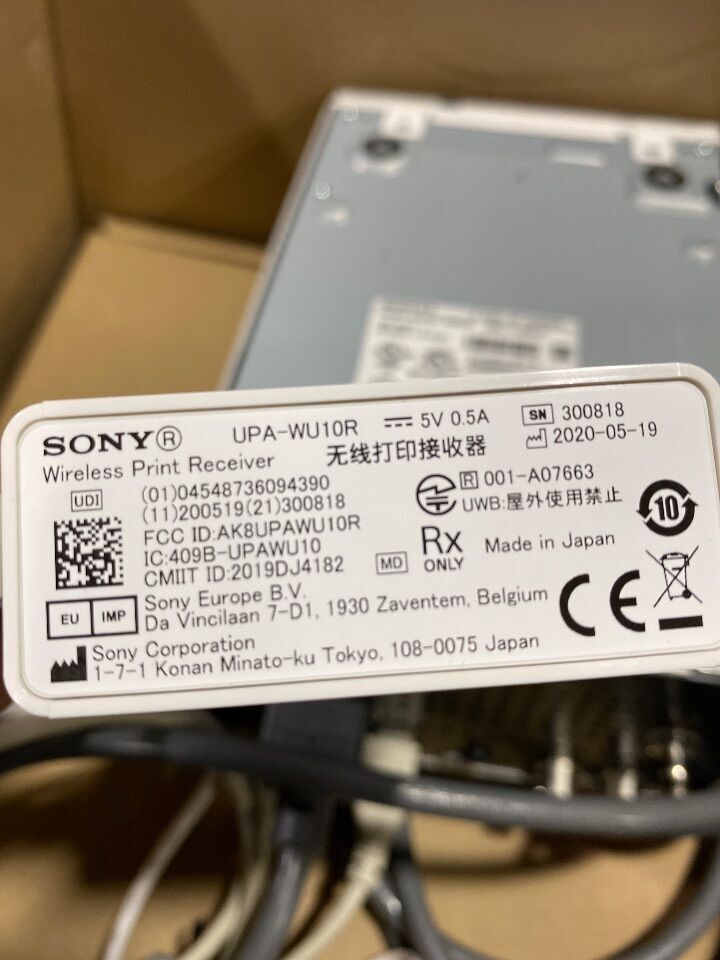 SONY® UPA-WU10R 5V 0.5A SN 300818
Wireless Print Receiver 无线打印接收器 2020-05-19
UDI (01)04548736094390
(11)200519(21)300818
R 001-A07663
UWB:屋外使用禁止
FCC ID:AK8UPAWU10R
IC:409B-UPAWU10
CMIIT ID:2019DJ4182
MD Rx ONLY Made in Japan
10
EU IMP Sony Europe B.V.
Da Vincilaan 7-D1, 1930 Zaventem, Belgium
CE
Sony Corporation
1-7-1 Konan Minato-ku Tokyo, 108-0075 Japan